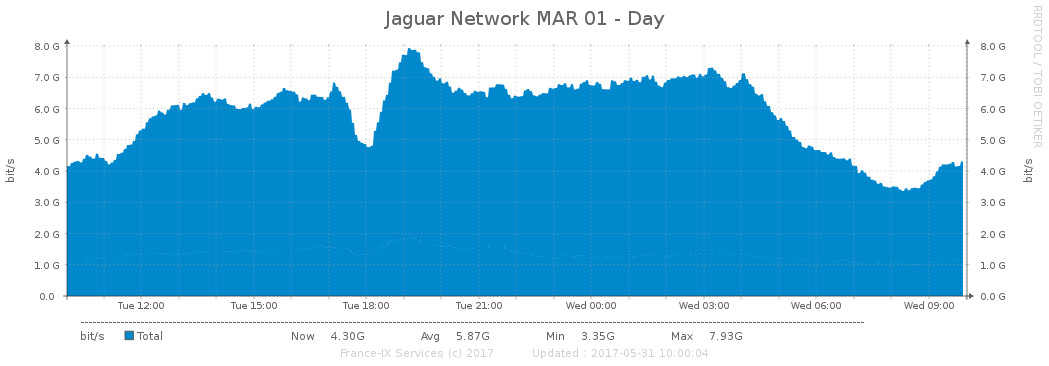 Jaguar Network MAR 01 - Day
RRDTOOL / TOBI OETIKER
bit/s
8.0 G 8.0 G
7.0 G 7.0 G
6.0 G 6.0 G
5.0 G 5.0 G
4.0 G 4.0 G
3.0 G 3.0 G
2.0 G 2.0 G
1.0 G 1.0 G
0.0 0.0 G
bit/s
Tue 12:00 Tue 15:00 Tue 18:00 Tue 21:00 Wed 00:00 Wed 03:00 Wed 06:00 Wed 09:00
bit/s Total Now 4.30G Avg 5.87G Min 3.35G Max 7.93G
France-IX Services (c) 2017 Updated : 2017-05-31 10:00:04